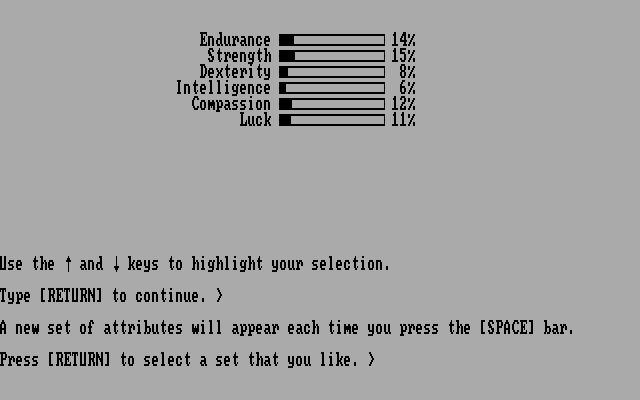 Endurance 14%
Strength 15%
Dexterity 8%
Intelligence 6%
Compassion 12%
Luck 11%
Use the ↑ and ↓ keys to highlight your selection.
Type [RETURN] to continue. >
A new set of attributes will appear each time you press the [SPACE] bar.
Press [RETURN] to select a set that you like. >